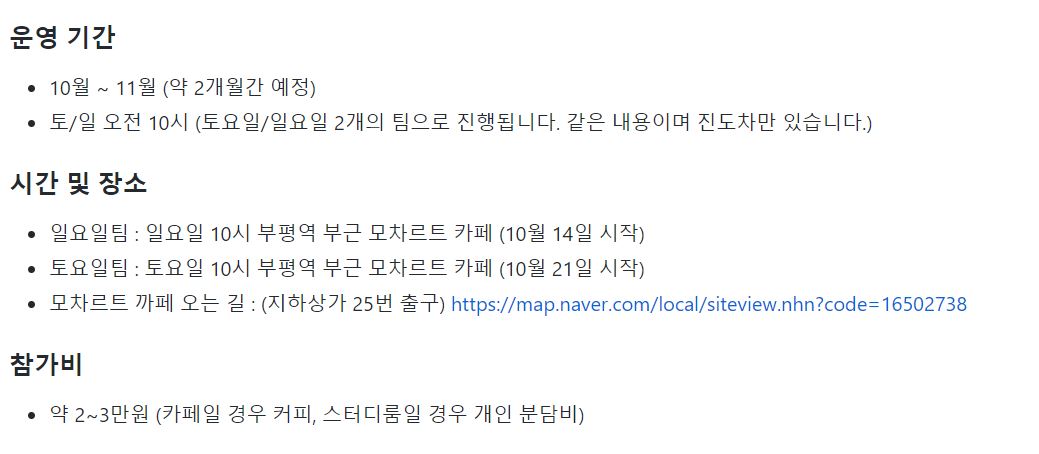 운영 기간
10월 ~ 11월 (약 2개월간 예정)
토/일 오전 10시 (토요일/일요일 2개의 팀으로 진행됩니다. 같은 내용이며 진도차만 있습니다.)
시간 및 장소
일요일팀 : 일요일 10시 부평역 부근 모차르트 카페 (10월 14일 시작)
토요일팀 : 토요일 10시 부평역 부근 모차르트 카페 (10월 21일 시작)
모차르트 까페 오는 길 : (지하상가 25번 출구) https://map.naver.com/local/siteview.nhn?code=16502738
참가비
약 2~3만원 (카페일 경우 커피, 스터디룸일 경우 개인 분담비)